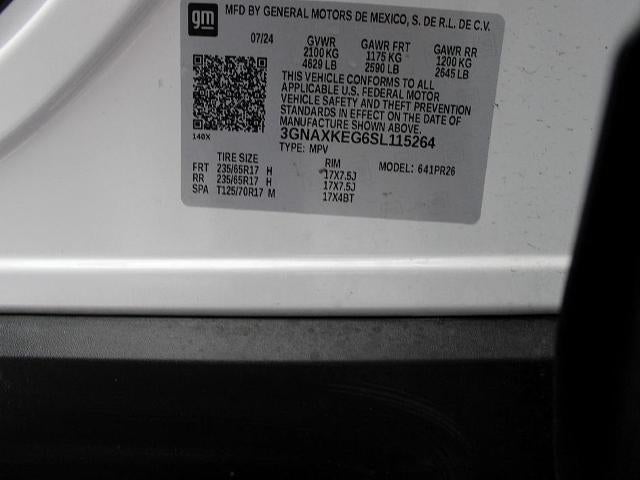 gm
MFD BY GENERAL MOTORS DE MEXICO, S. DE R.L. DE C.V.
07/24 GVWR GAWR FRT GAWR RR
2100 KG 1175 KG 1200 KG
4629 LB 2590 LB 2645 LB
THIS VEHICLE CONFORMS TO ALL
APPLICABLE U.S. FEDERAL MOTOR
VEHICLE SAFETY AND THEFT PREVENTION
STANDARDS IN EFFECT ON THE DATE OF
MANUFACTURE SHOWN ABOVE.
3GNAXKEG6SL115264
140X
TYPE: MPV
TIRE SIZE RIM MODEL: 641PR26
FRT 235/65R17 H 17X7.5J
RR 235/65R17 H 17X7.5J
SPA T125/70R17 M 17X4BT